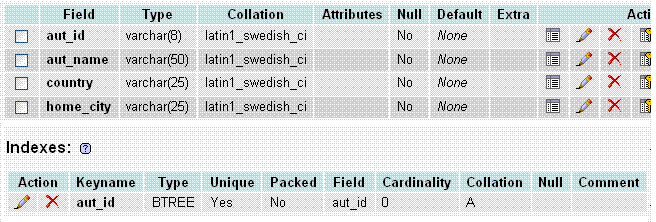 Field Type Collation Attributes Null Default Extra
aut_id varchar(8) latin1_swedish_ci No None
aut_name varchar(50) latin1_swedish_ci No None
country varchar(25) latin1_swedish_ci No None
home_city varchar(25) latin1_swedish_ci No None
Indexes: ?
Action Keyname Type Unique Packed Field Cardinality Collation Null Comment
aut_id BTREE Yes No aut_id 0 A